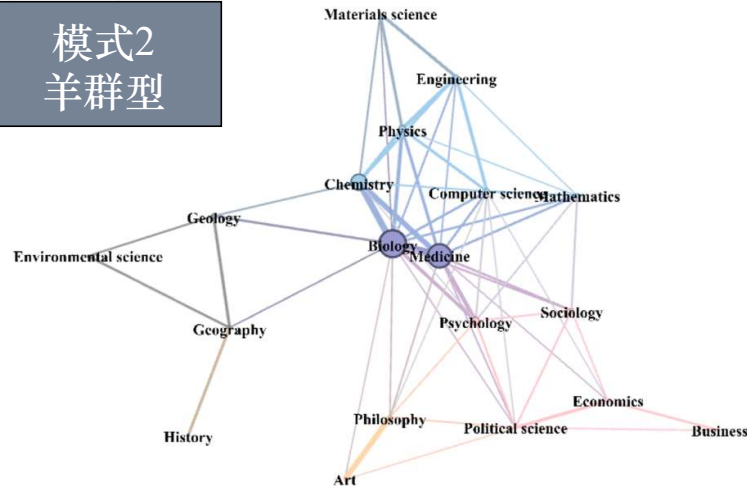 模式2
羊群型
Materials science
Engineering
Physics
Chemistry
Computer science
Mathematics
Geology
Biology
Medicine
Environmental science
Geography
Psychology
Sociology
History
Philosophy
Political science
Economics
Business
Art